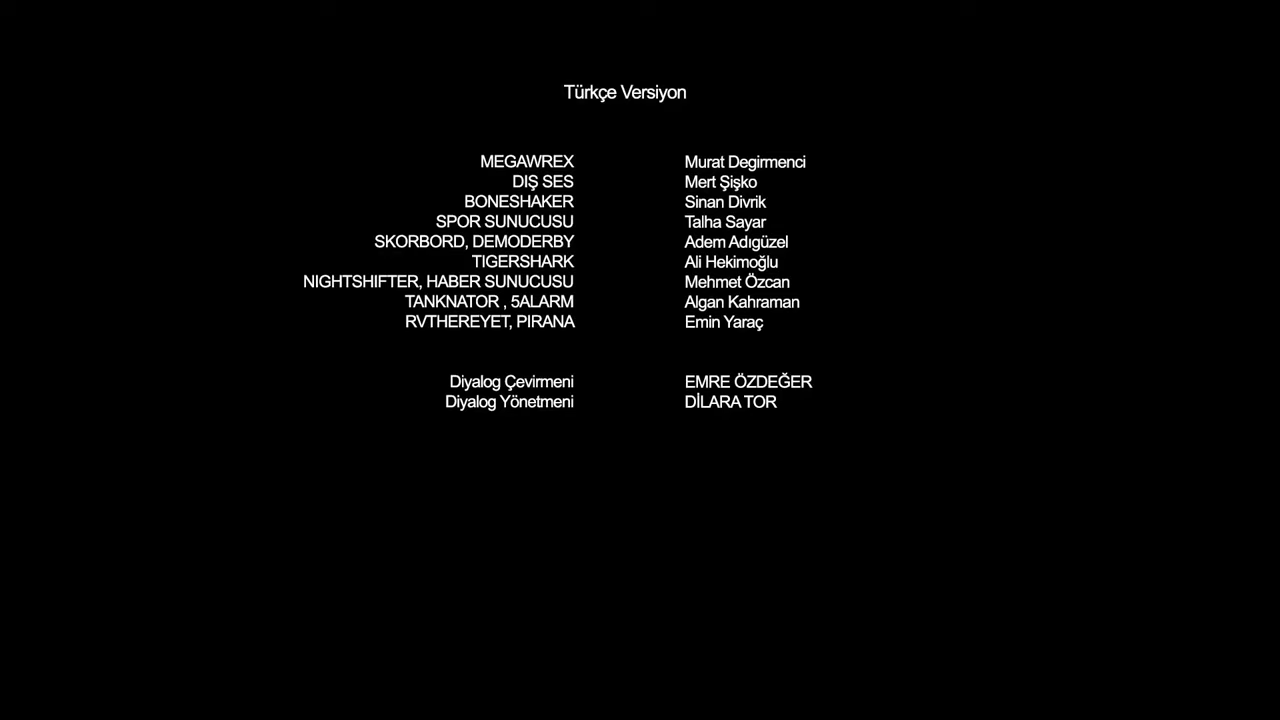 Türkçe Versiyon
MEGAWREX Murat Degirmenci
DIŞ SES Mert Şişko
BONESHAKER Sinan Divrik
SPOR SUNUCUSU Talha Sayar
SKORBORD, DEMODERBY Adem Adıgüzel
TIGERSHARK Ali Hekimoğlu
NIGHTSHIFTER, HABER SUNUCUSU Mehmet Özcan
TANKNATOR , 5ALARM Algan Kahraman
RVTHEREYET, PIRANA Emin Yaraç
Diyalog Çevirmeni EMRE ÖZDEĞER
Diyalog Yönetmeni DİLARA TOR